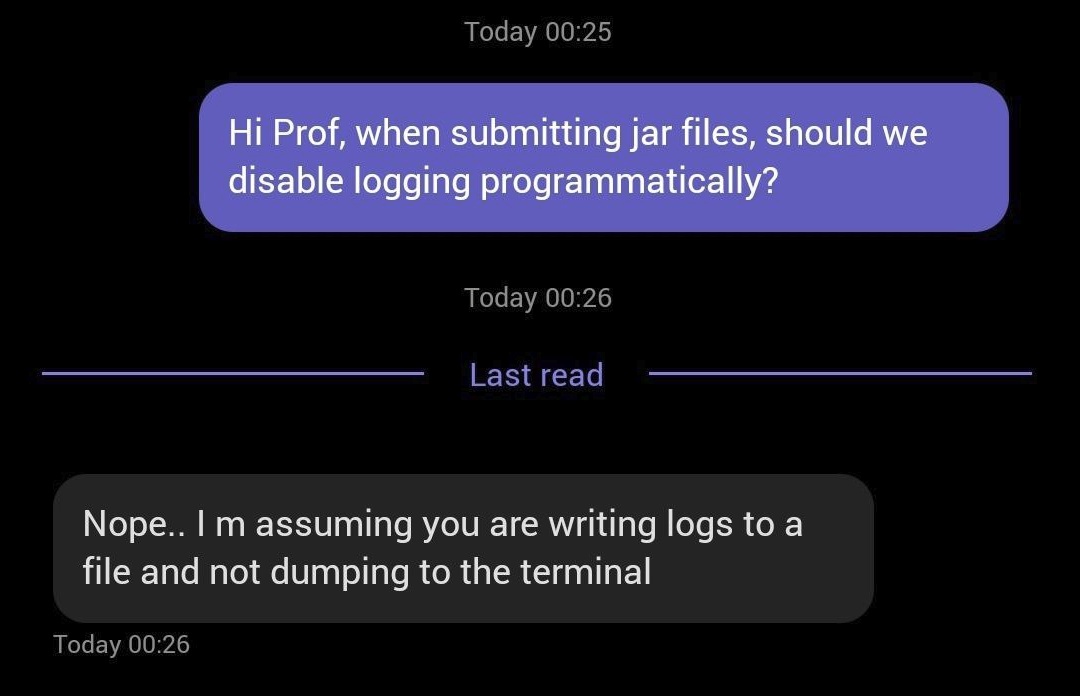 Today 00:25
Hi Prof, when submitting jar files, should we
disable logging programmatically?
Today 00:26
Last read
Nope.. I m assuming you are writing logs to a
file and not dumping to the terminal
Today 00:26